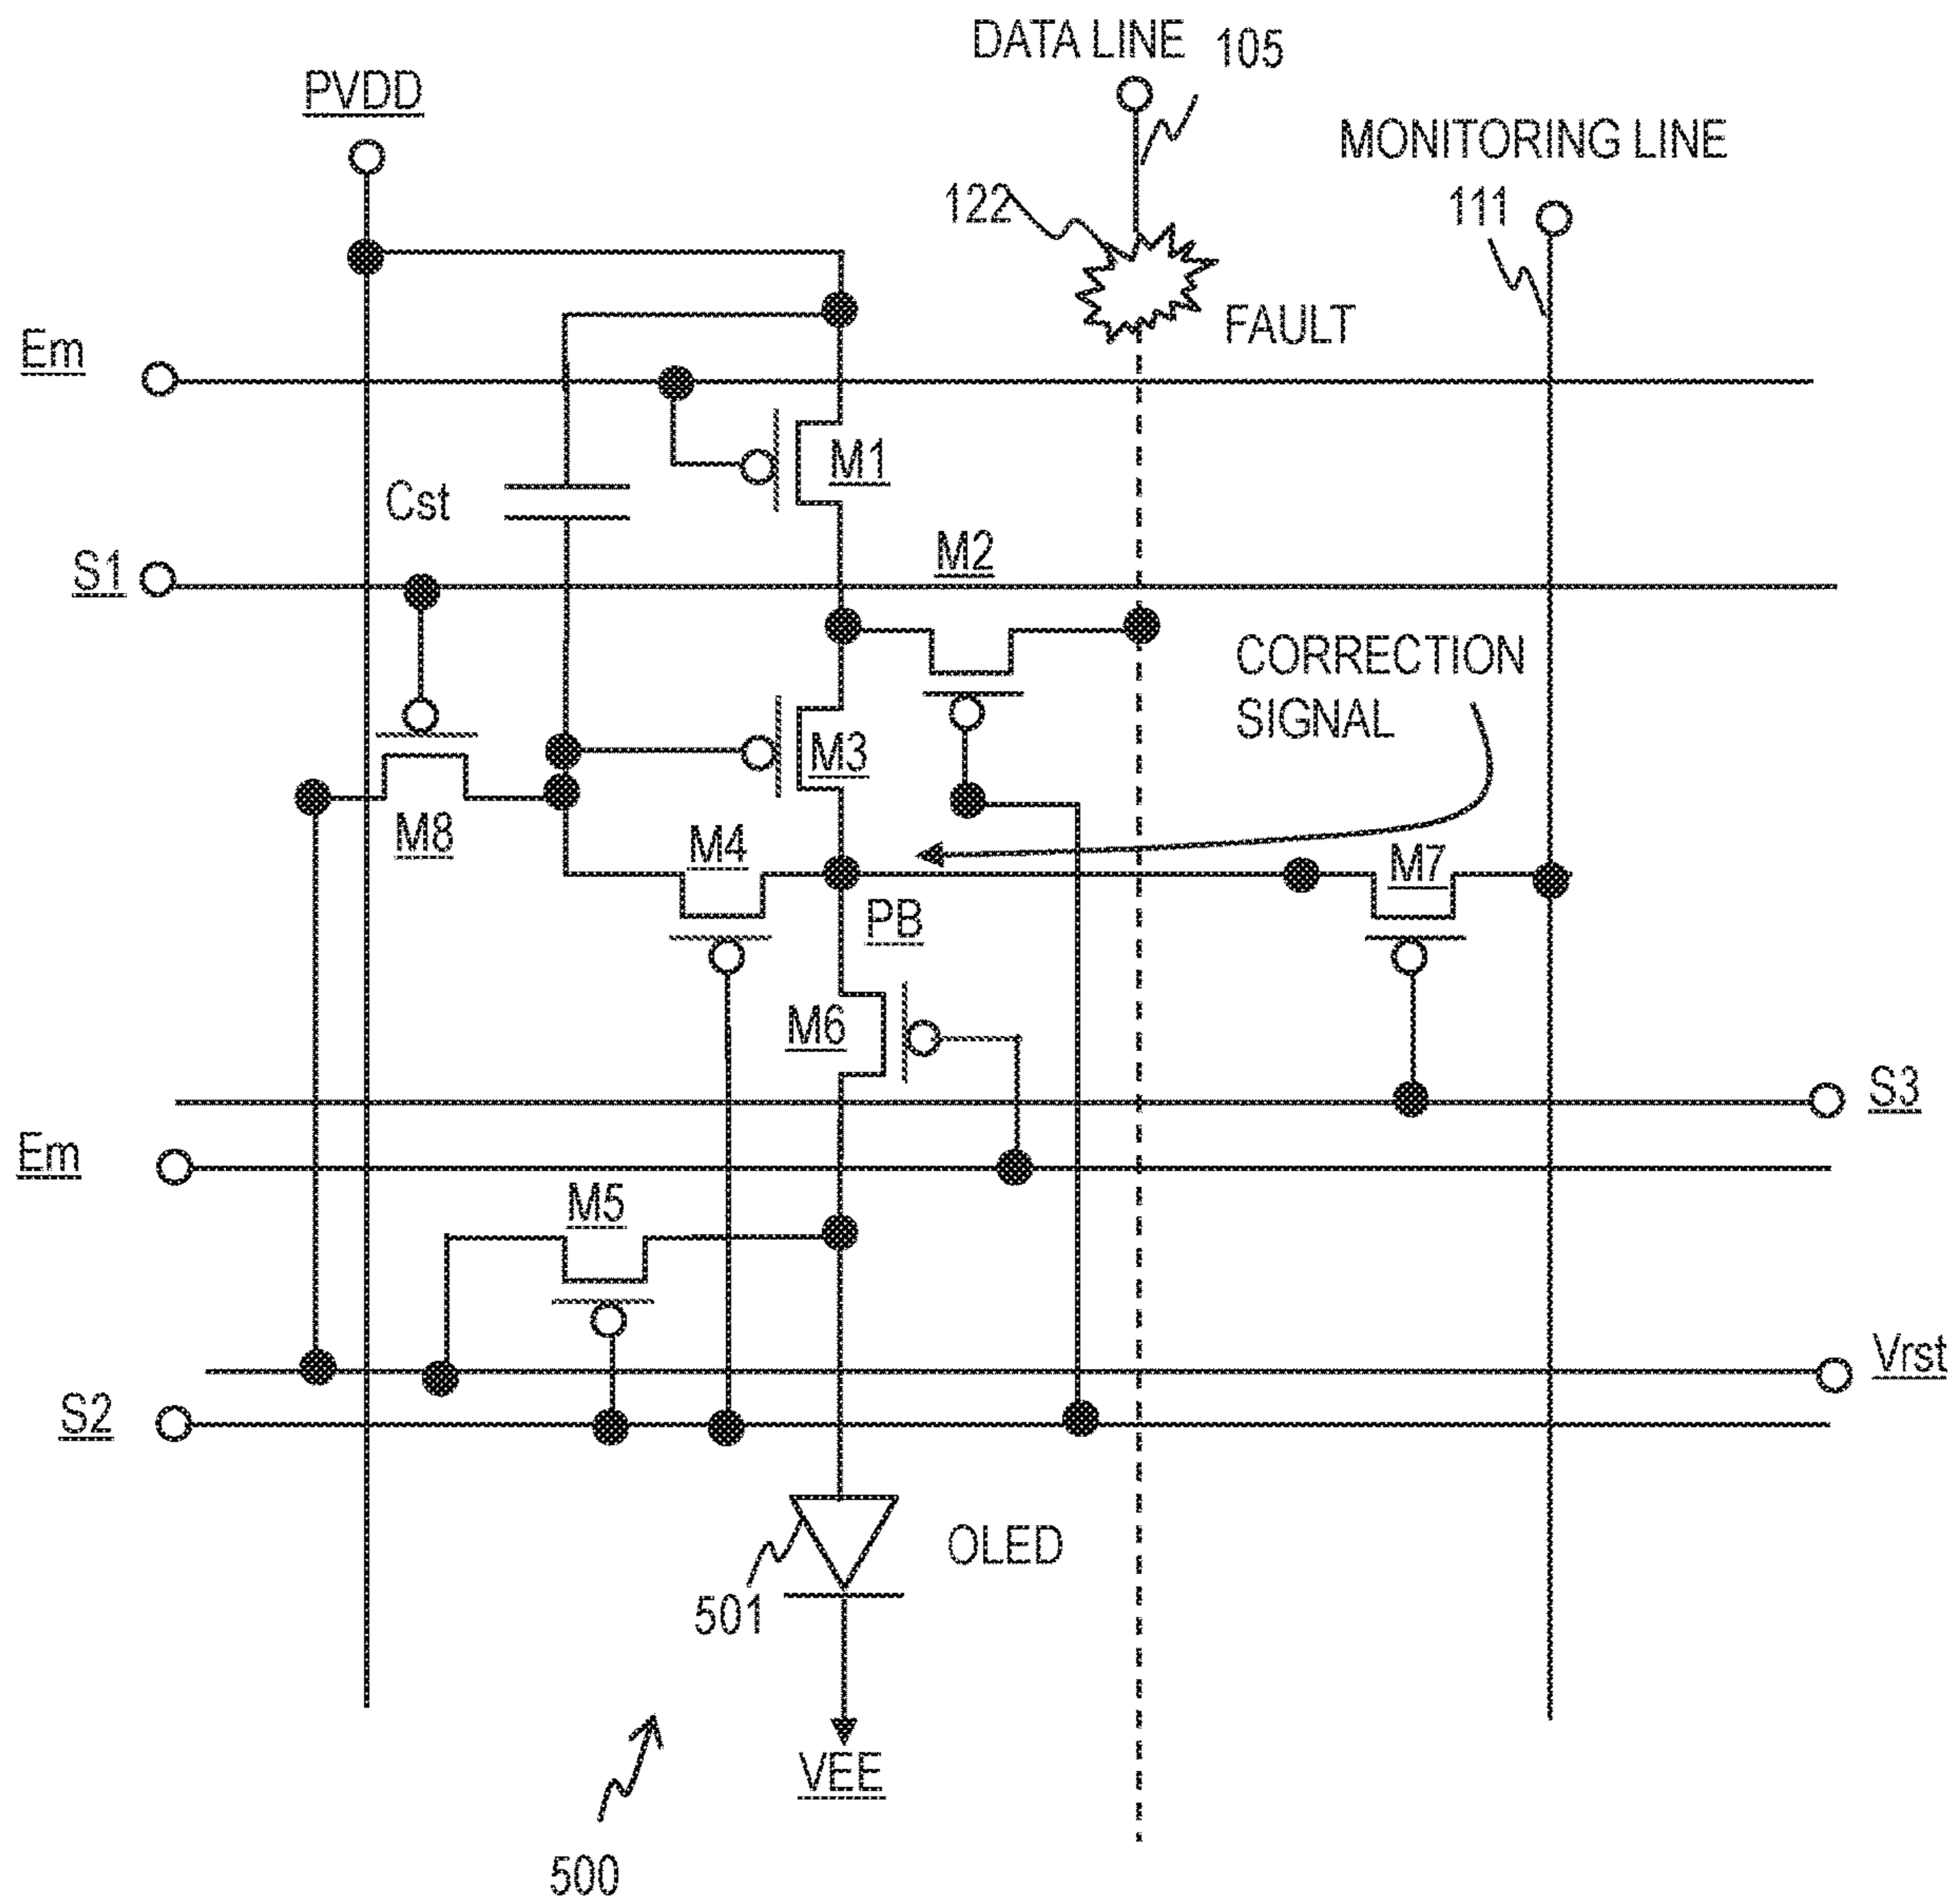 DATA LINE 105
PVDD
MONITORING LINE
122
111
FAULT
Em
M1
Cst
S1
M2
CORRECTION
SIGNAL
M3
M8
M4
M7
PB
M6
S3
Em
M5
Vrst
S2
OLED
501
VEE
500